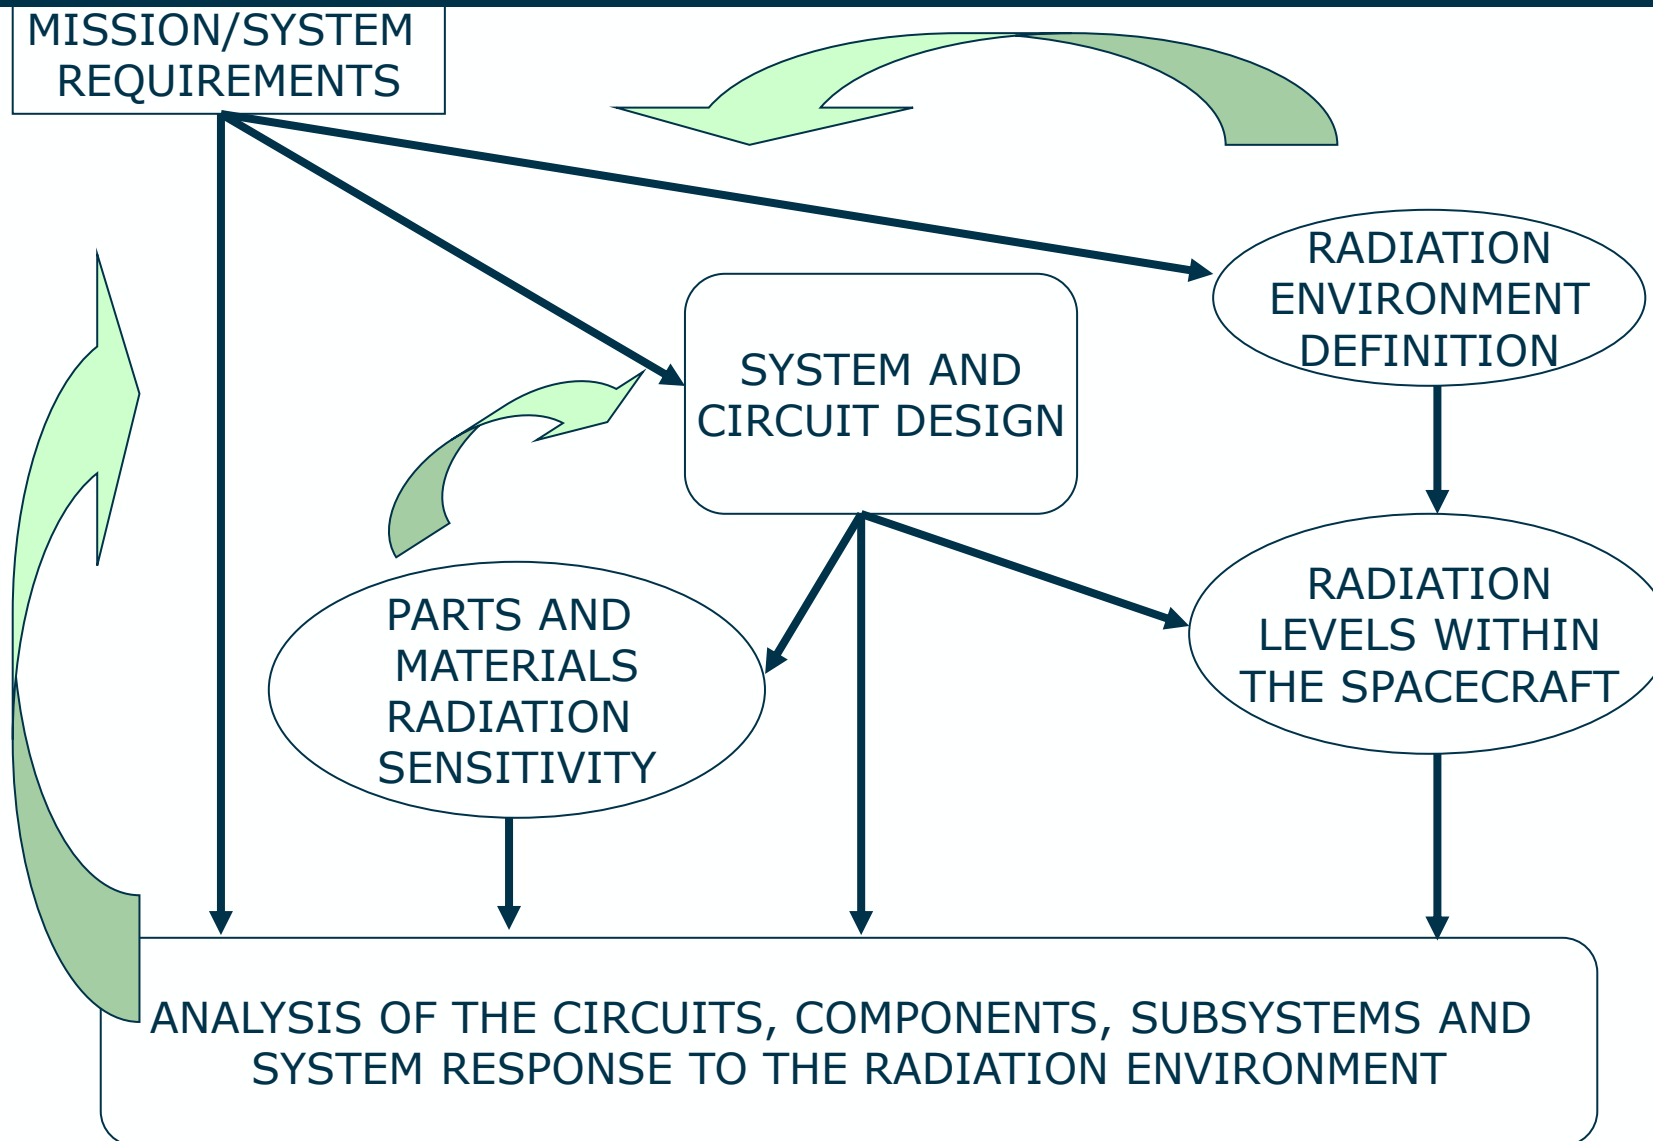 MISSION/SYSTEM
REQUIREMENTS
RADIATION
ENVIRONMENT
DEFINITION
SYSTEM AND
CIRCUIT DESIGN
RADIATION
LEVELS WITHIN
THE SPACECRAFT
PARTS AND
MATERIALS
RADIATION
SENSITIVITY
ANALYSIS OF THE CIRCUITS, COMPONENTS, SUBSYSTEMS AND
SYSTEM RESPONSE TO THE RADIATION ENVIRONMENT